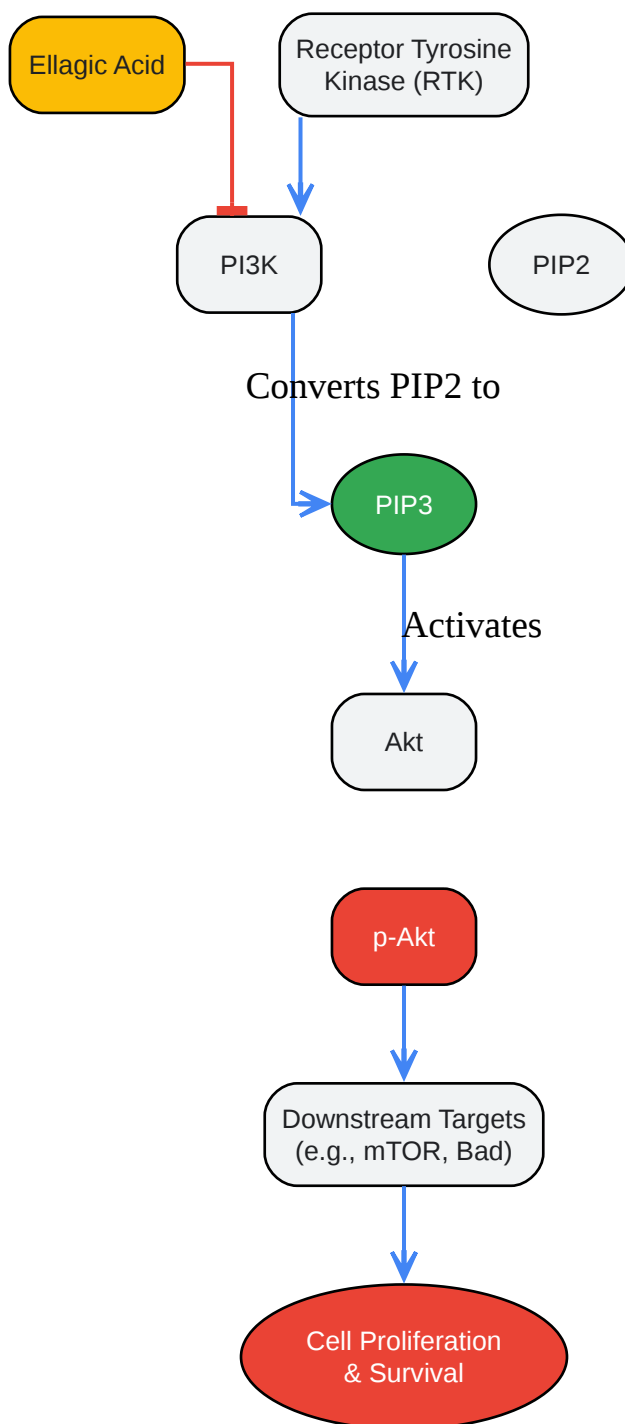 Ellagic Acid
Receptor Tyrosine
Kinase (RTK)
PI3K
PIP2
Converts PIP2 to
PIP3
Activates
Akt
p-Akt
Downstream Targets
(e.g., mTOR, Bad)
Cell Proliferation
& Survival